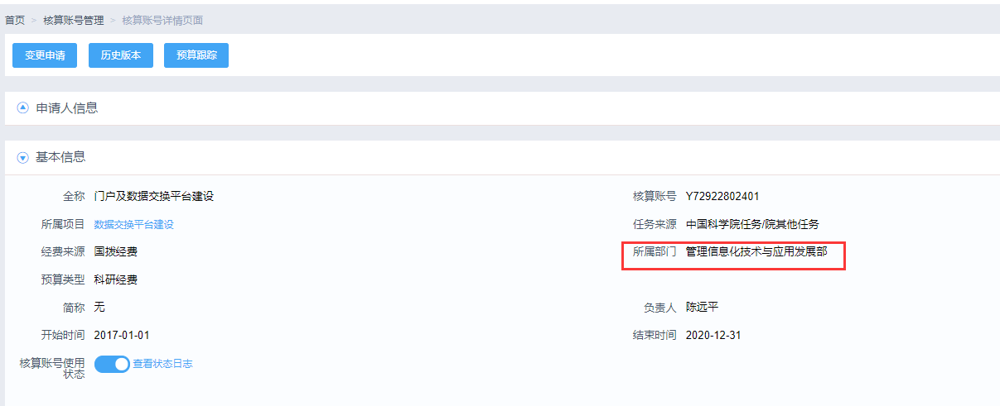 首页 > 核算账号管理 > 核算账号详情页面
变更申请 历史版本 预算跟踪
申请人信息
基本信息
全称 门户及数据交换平台建设 核算账号 Y72922802401
所属项目 数据交换平台建设 任务来源 中国科学院任务/院其他任务
经费来源 国拨经费 所属部门 管理信息化技术与应用发展部
预算类型 科研经费
简称 无 负责人 陈远平
开始时间 2017-01-01 结束时间 2020-12-31
核算账号使用 查看状态日志
状态